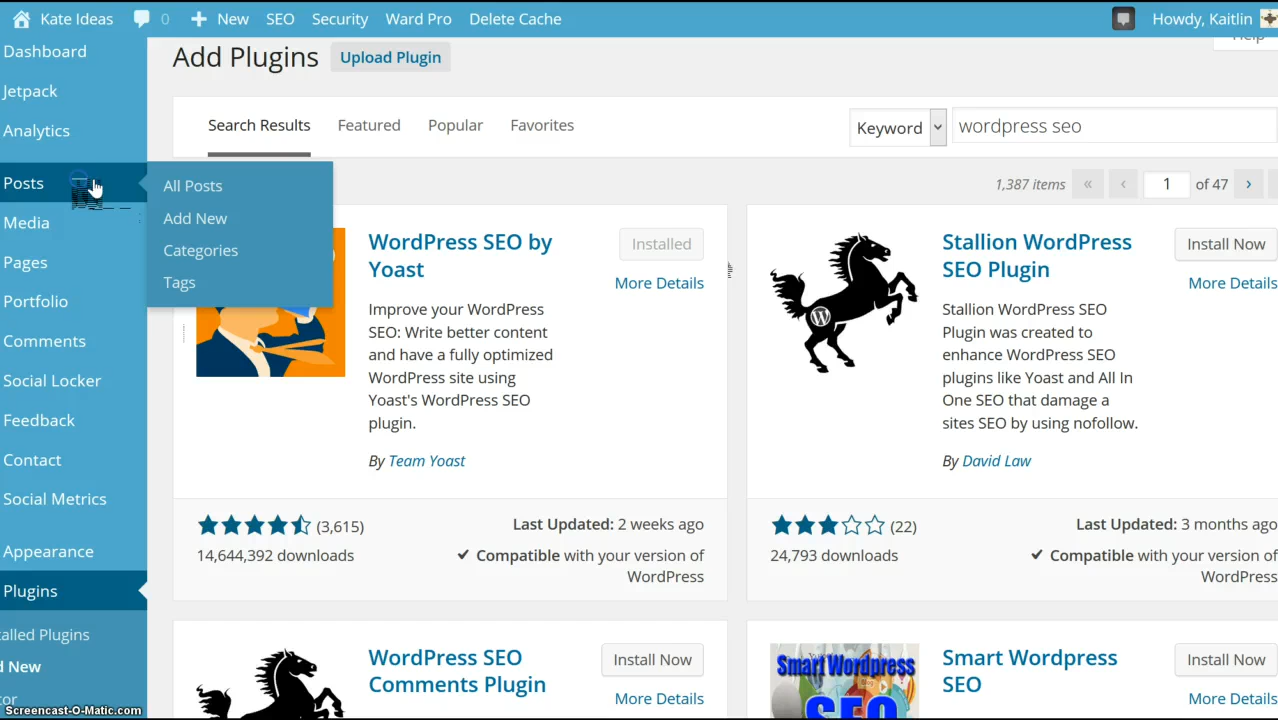 Kate Ideas 0 New SEO Security Ward Pro Delete Cache Howdy, Kaitlin
Dashboard
Jetpack
Analytics
Posts
Media
Pages
Portfolio
Comments
Social Locker
Feedback
Contact
Social Metrics
Appearance
Plugins
talled Plugins
d New
tor
All Posts
Add New
Categories
Tags
Help
Add Plugins Upload Plugin
Search Results Featured Popular Favorites Keyword wordpress seo
1,387 items « ‹ 1 of 47 ›
WordPress SEO by
Yoast
Installed
More Details
Improve your WordPress
SEO: Write better content
and have a fully optimized
WordPress site using
Yoast's WordPress SEO
plugin.
By Team Yoast
(3,615)
14,644,392 downloads
Last Updated: 2 weeks ago
✔ Compatible with your version of
WordPress
Stallion WordPress
SEO Plugin
Install Now
More Details
Stallion WordPress SEO
Plugin was created to
enhance WordPress SEO
plugins like Yoast and All In
One SEO that damage a
sites SEO by using nofollow.
By David Law
(22)
24,793 downloads
Last Updated: 3 months ago
✔ Compatible with your version of
WordPress
WordPress SEO
Comments Plugin
Install Now
More Details
Smart Wordpress
SEO
Smart Wordpress
SEO
Install Now
More Details
Screencast-O-Matic.com